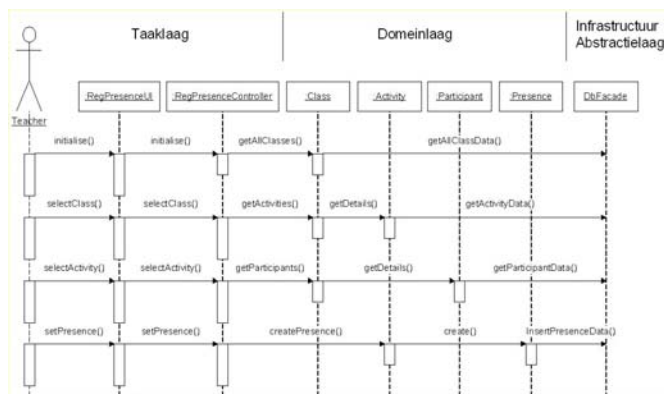 Taaklaag
Domeinlaag
Infrastructuur
Abstractielaag
Teacher
:RegPresenceUI
:RegPresenceController
:Class
:Activity
:Participant
:Presence
DbFacade
initialise()
initialise()
getAllClasses()
getAllClassData()
selectClass()
selectClass()
getActivities()
getDetails()
getActivityData()
selectActivity()
selectActivity()
getParticipants()
getDetails()
getParticipantData()
setPresence()
setPresence()
createPresence()
create()
InsertPresenceData()